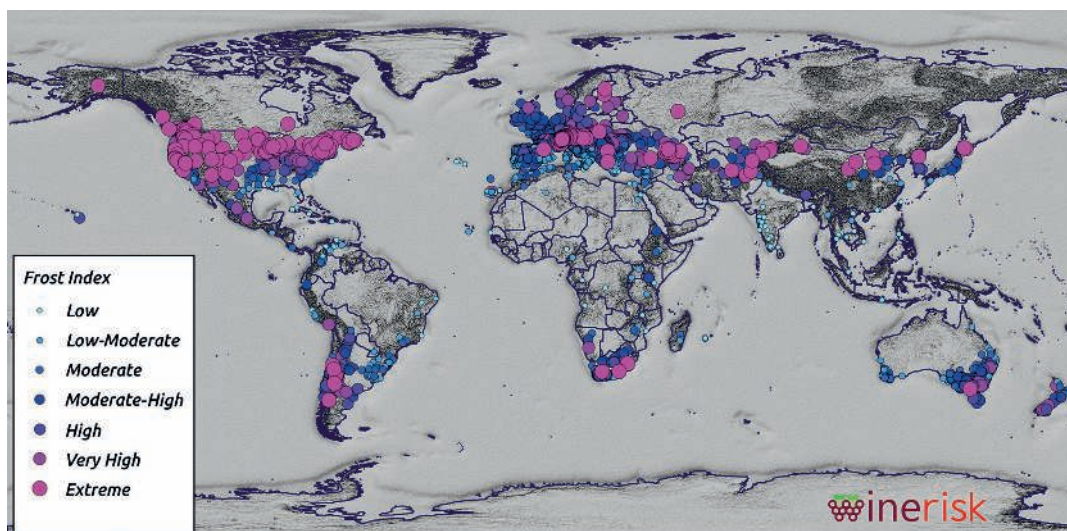 Frost Index
Low
Low-Moderate
Moderate
Moderate-High
High
Very High
Extreme
winerisk